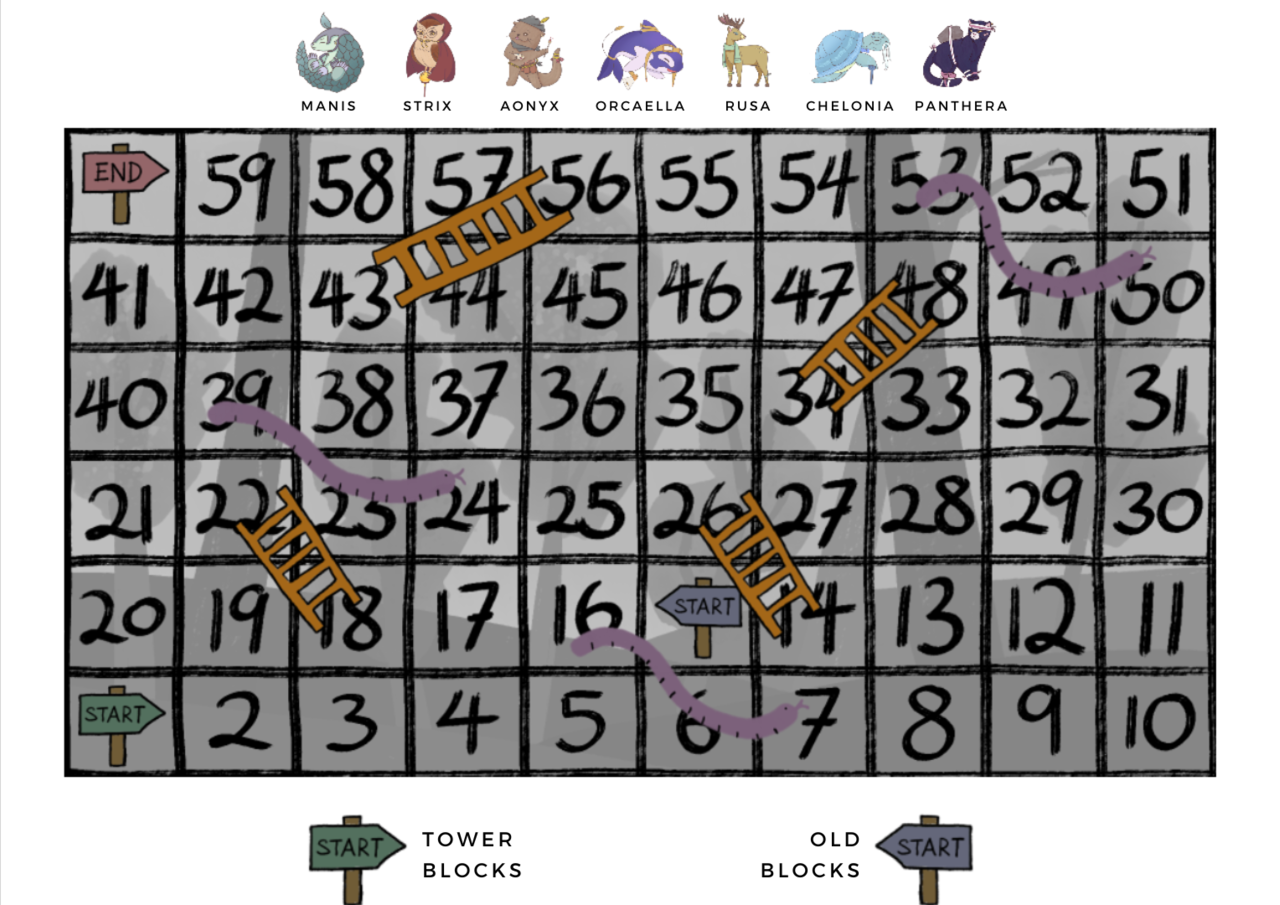 MANIS STRIX AONYX ORCAELLA RUSA CHELONIA PANTHERA
END 59 58 57 56 55 54 53 52 51
41 42 43 44 45 46 47 48 49 50
40 39 38 37 36 35 34 33 32 31
21 22 23 24 25 26 27 28 29 30
20 19 18 17 16 START 14 13 12 11
START 2 3 4 5 6 7 8 9 10
START TOWER BLOCKS
OLD BLOCKS START